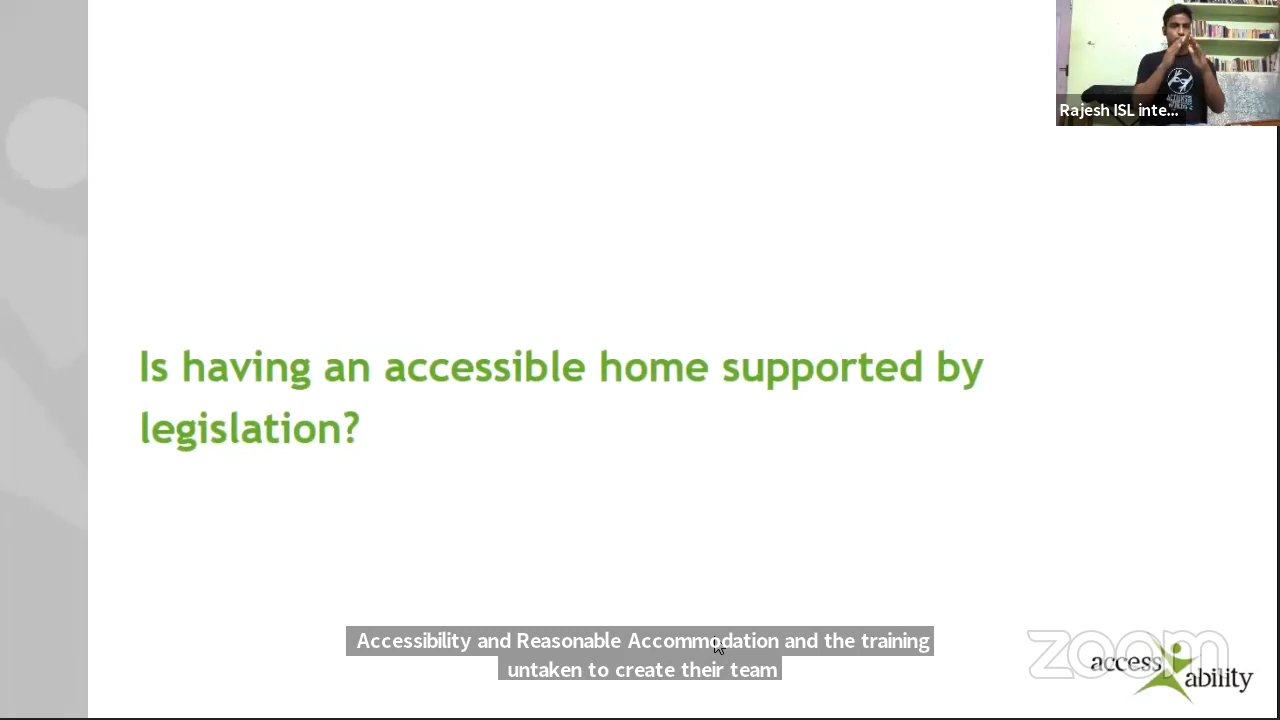 Rajesh ISL inte...
Is having an accessible home supported by
legislation?
Accessibility and Reasonable Accommodation and the training
untaken to create their team
zoom
access ability